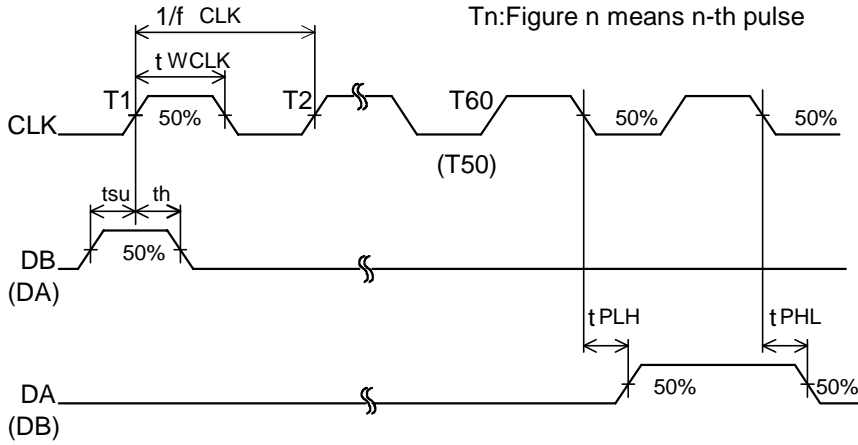 1/f CLK
Tn:Figure n means n-th pulse
t WCLK
T1
T2
T60
CLK
50%
50%
50%
(T50)
tsu
th
DB
50%
(DA)
t PLH
t PHL
DA
50%
50%
(DB)